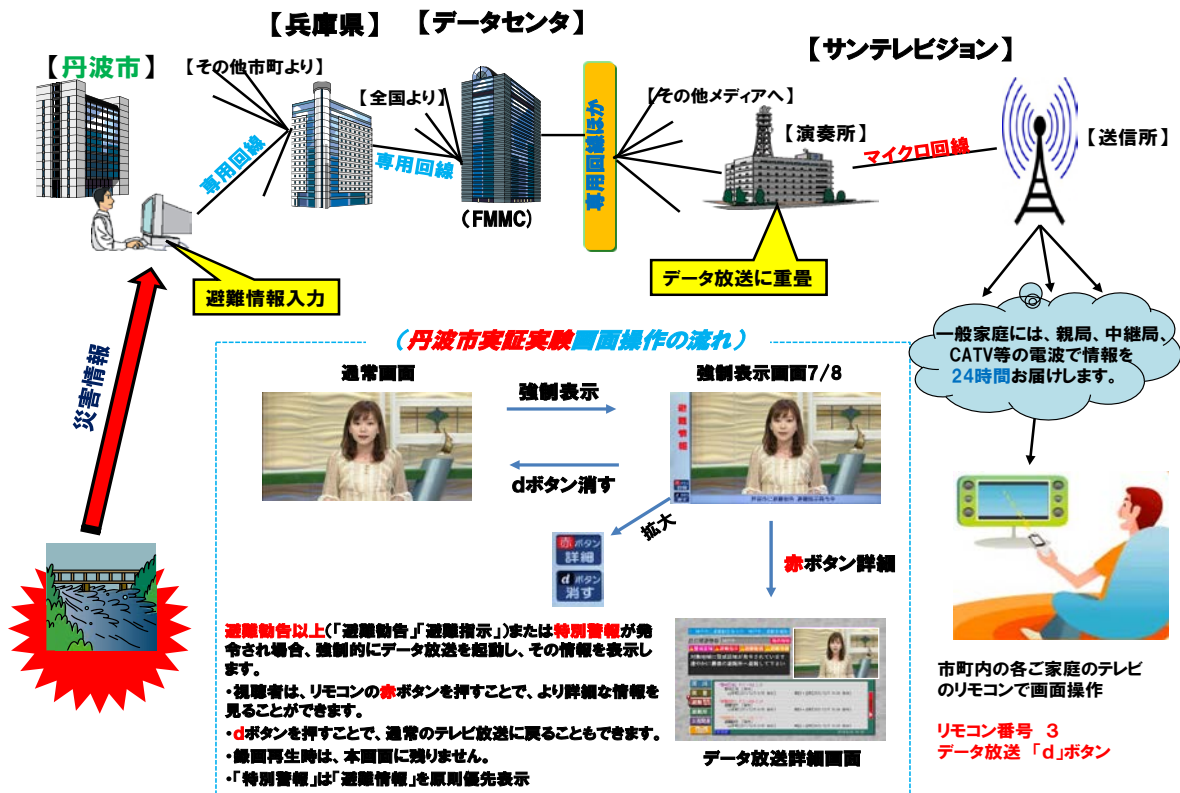 【兵庫県】
【データセンタ】
【サンテレビジョン】
【丹波市】
【その他市町より】
【全国より】
【その他メディアへ】
【演奏所】
【送信所】
専用回線
専用回線
専用回線ほか
マイクロ回線
(FMMC)
避難情報入力
データ放送に重畳
災害情報
一般家庭には、親局、中継局、
CATV等の電波で情報を
24時間お届けします。
(丹波市実証実験画面操作の流れ)
通常画面
強制表示
強制表示画面7/8
避難情報
dボタン消す
拡大
赤ボタン
詳細
dボタン
消す
赤ボタン詳細
避難勧告以上(「避難勧告」「避難指示」)または特別警報が発
令され場合、強制的にデータ放送を起動し、その情報を表示し
ます。
・視聴者は、リモコンの赤ボタンを押すことで、より詳細な情報を
見ることができます。
・dボタンを押すことで、通常のテレビ放送に戻ることもできます。
・録画再生時は、本画面に残りません。
・「特別警報」は「避難情報」を原則優先表示
データ放送詳細画面
市町内の各ご家庭のテレビ
のリモコンで画面操作
リモコン番号 3
データ放送 「d」ボタン